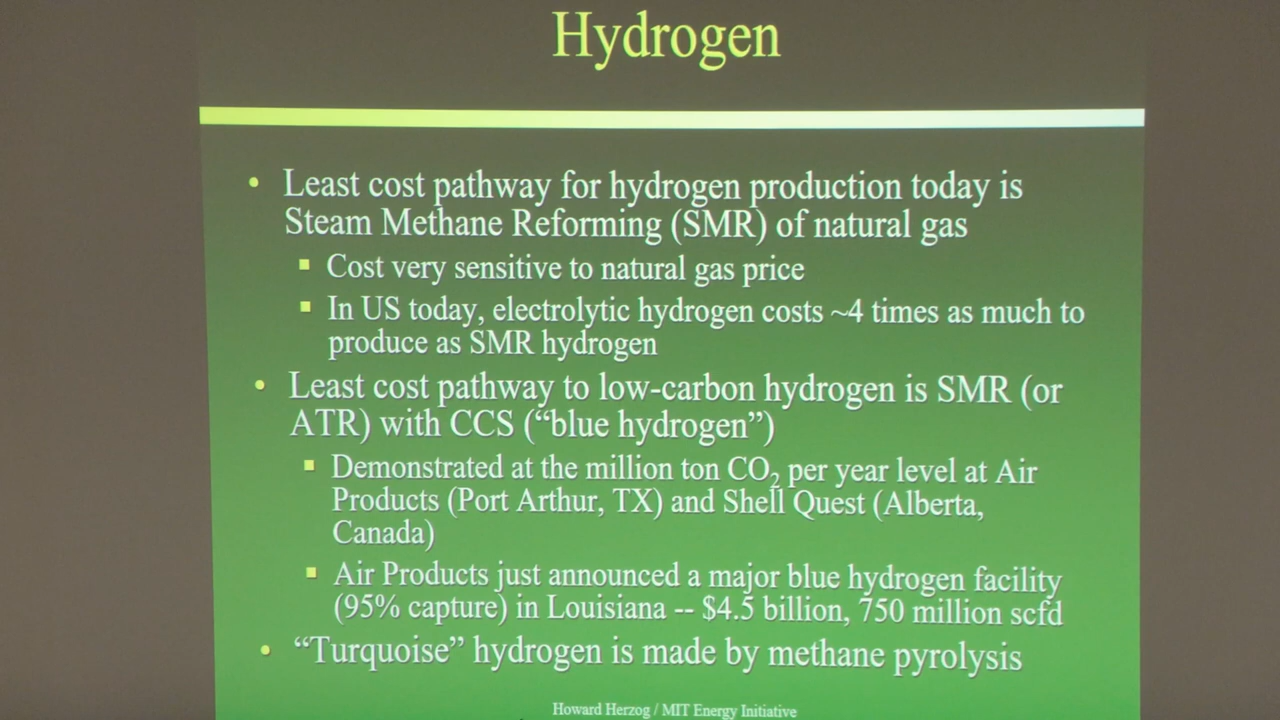 Hydrogen
• Least cost pathway for hydrogen production today is
Steam Methane Reforming (SMR) of natural gas
▪ Cost very sensitive to natural gas price
▪ In US today, electrolytic hydrogen costs ~4 times as much to
produce as SMR hydrogen
• Least cost pathway to low-carbon hydrogen is SMR (or
ATR) with CCS (“blue hydrogen”)
▪ Demonstrated at the million ton CO₂ per year level at Air
Products (Port Arthur, TX) and Shell Quest (Alberta,
Canada)
▪ Air Products just announced a major blue hydrogen facility
(95% capture) in Louisiana -- $4.5 billion, 750 million scfd
• “Turquoise” hydrogen is made by methane pyrolysis
Howard Herzog / MIT Energy Initiative